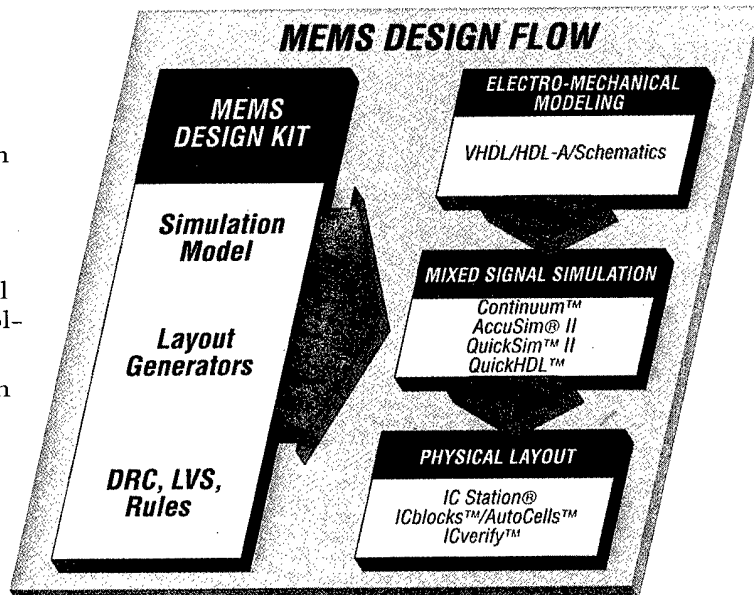 MEMS DESIGN FLOW
MEMS
DESIGN KIT
Simulation
Model
Layout
Generators
DRC, LVS,
Rules
ELECTRO-MECHANICAL
MODELING
VHDL/HDL-A/Schematics
MIXED SIGNAL SIMULATION
Continuum™
AccuSim® II
QuickSim™ II
QuickHDL™
PHYSICAL LAYOUT
IC Station®
ICblocks™/AutoCells™
ICverify™